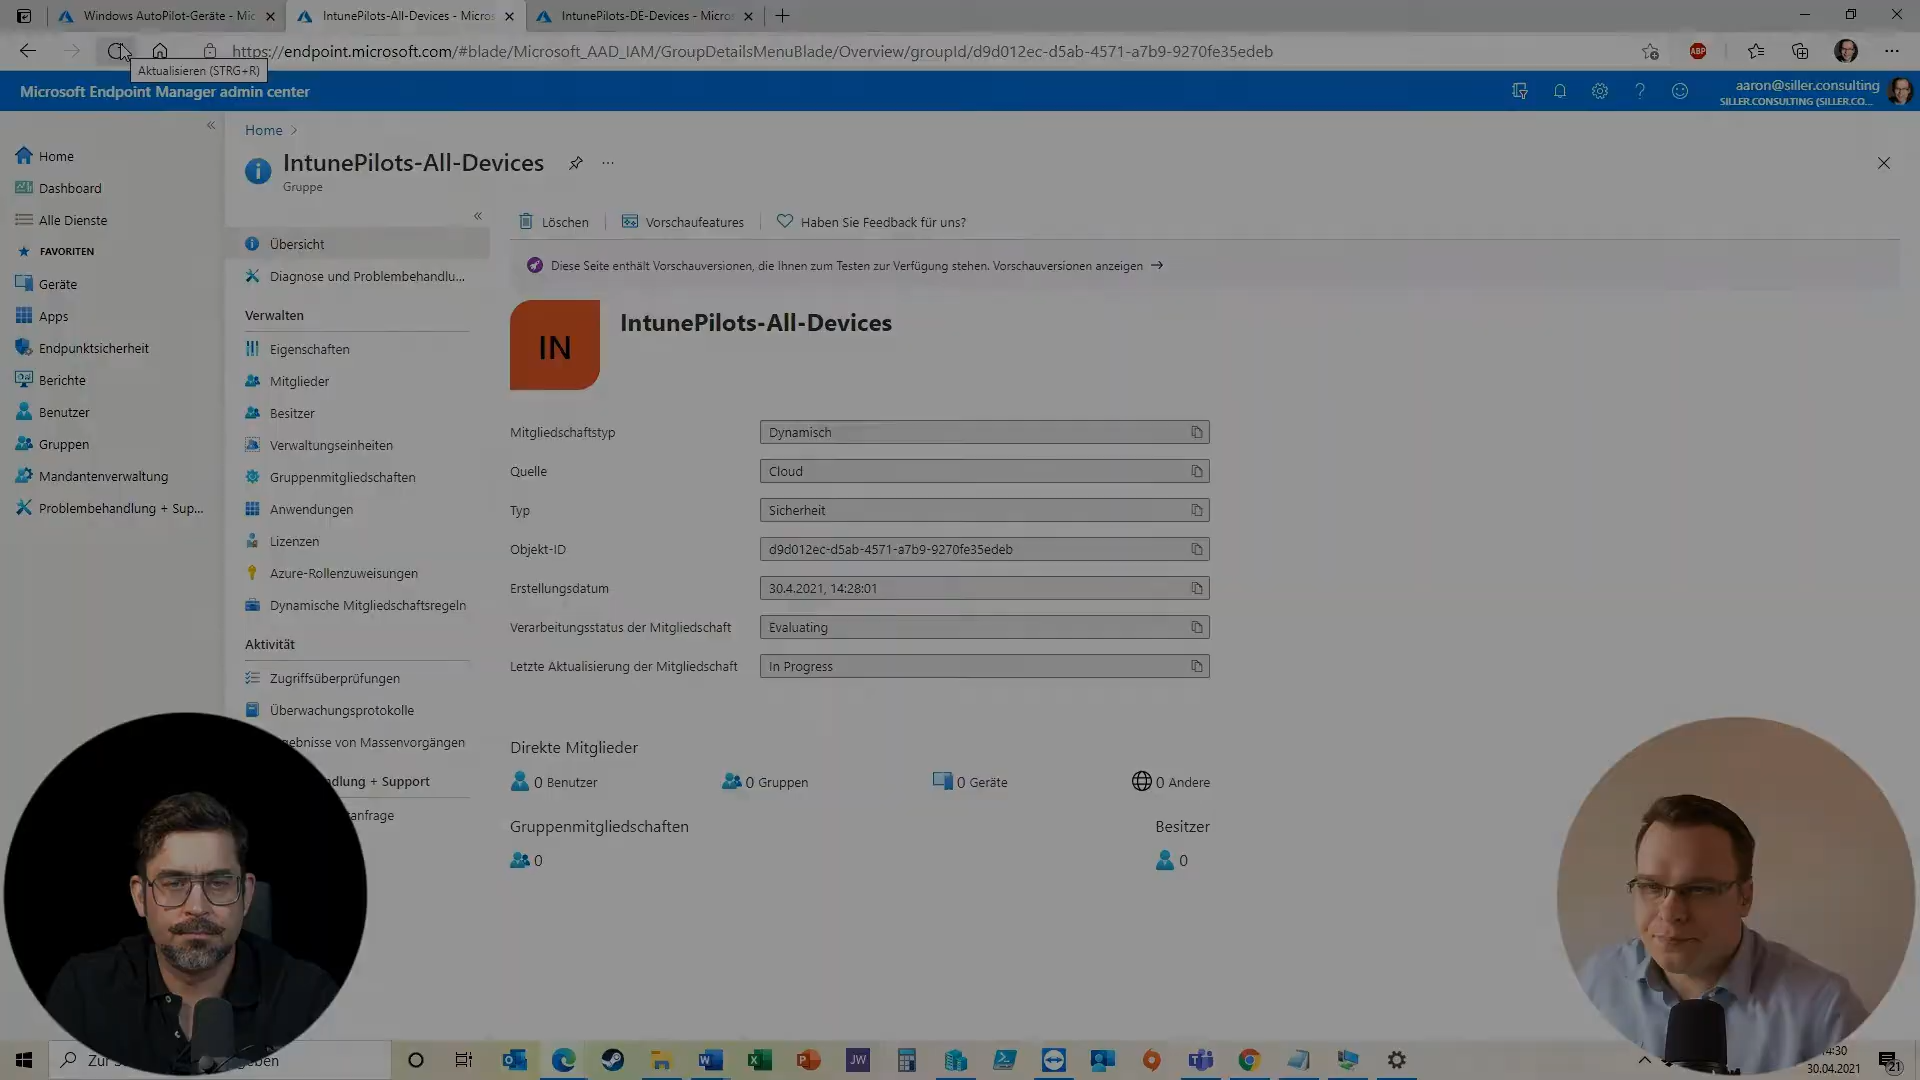 Windows AutoPilot-Geräte - Mic
IntunePilots-All-Devices - Micros
IntunePilots-DE-Devices - Micro
https://endpoint.microsoft.com/#blade/Microsoft_AAD_IAM/GroupDetailsMenuBlade/Overview/groupId/d9d012ec-d5ab-4571-a7b9-9270fe35edeb
ABP
Aktualisieren (STRG+R)
Microsoft Endpoint Manager admin center
aaron@siller.consulting
SILLER.CONSULTING (SILLER.CO...
Home
Dashboard
Alle Dienste
FAVORITEN
Geräte
Apps
Endpunktsicherheit
Berichte
Benutzer
Gruppen
Mandantenverwaltung
Problembehandlung + Sup...
Home
IntunePilots-All-Devices
Gruppe
Übersicht
Diagnose und Problembehandlu...
Verwalten
Eigenschaften
Mitglieder
Besitzer
Verwaltungseinheiten
Gruppenmitgliedschaften
Anwendungen
Lizenzen
Azure-Rollenzuweisungen
Dynamische Mitgliedschaftsregeln
Aktivität
Zugriffsüberprüfungen
Überwachungsprotokolle
gebnisse von Massenvorgängen
dlung + Support
anfrage
Löschen
Vorschaufeatures
Haben Sie Feedback für uns?
Diese Seite enthält Vorschauversionen, die Ihnen zum Testen zur Verfügung stehen. Vorschauversionen anzeigen →
IN
IntunePilots-All-Devices
Mitgliedschaftstyp
Dynamisch
Quelle
Cloud
Typ
Sicherheit
Objekt-ID
d9d012ec-d5ab-4571-a7b9-9270fe35edeb
Erstellungsdatum
30.4.2021, 14:28:01
Verarbeitungsstatus der Mitgliedschaft
Evaluating
Letzte Aktualisierung der Mitgliedschaft
In Progress
Direkte Mitglieder
0 Benutzer
0 Gruppen
0 Geräte
0 Andere
Gruppenmitgliedschaften
0
Besitzer
0
Zur S
ben
JW
4:30
30.04.2021
21